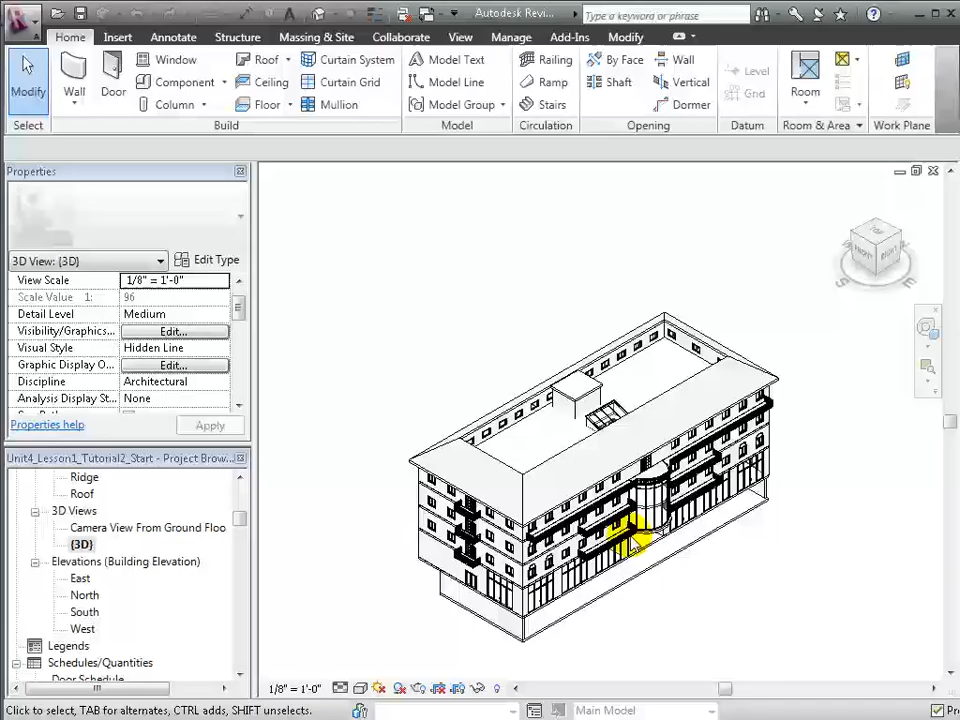 Autodesk Revi...
Type a keyword or phrase
Home Insert Annotate Structure Massing & Site Collaborate View Manage Add-Ins Modify
Modify
Wall
Door
Window
Component
Column
Roof
Ceiling
Floor
Curtain System
Curtain Grid
Mullion
Model Text
Model Line
Model Group
Railing
Ramp
Stairs
By Face
Shaft
Wall
Vertical
Dormer
Level
Grid
Room
Select Build Model Circulation Opening Datum Room & Area Work Plane
Properties
3D View: {3D} Edit Type
View Scale 1/8" = 1'-0"
Scale Value 1: 96
Detail Level Medium
Visibility/Graphics... Edit...
Visual Style Hidden Line
Graphic Display O... Edit...
Discipline Architectural
Analysis Display St... None
Properties help Apply
Unit4_Lesson1_Tutorial2_Start - Project Brow...
Ridge
Roof
3D Views
Camera View From Ground Floo
{3D}
Elevations (Building Elevation)
East
North
South
West
Legends
Schedules/Quantities
TOP
FRONT
RIGHT
S
E
1/8" = 1'-0"
Click to select, TAB for alternates, CTRL adds, SHIFT unselects.
Main Model
Pre